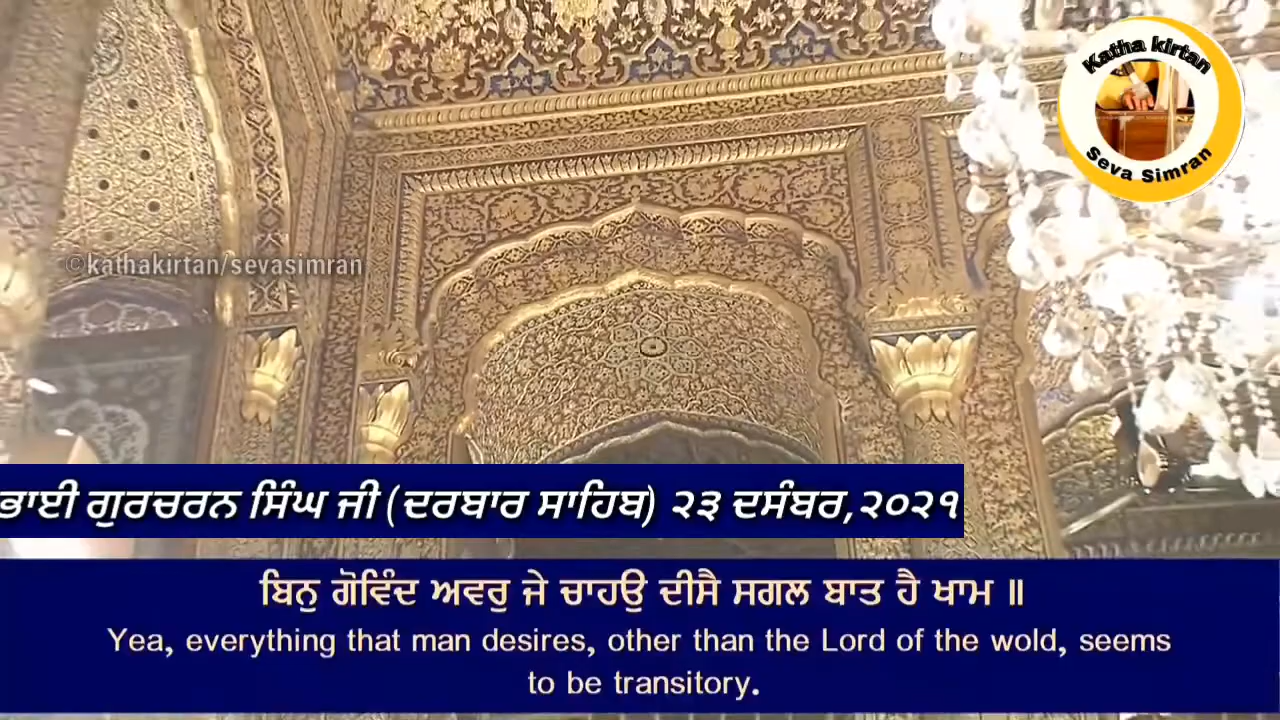 Katha kirtan
Seva Simran
©kathakirtan/sevasimran
ਭਾਈ ਗੁਰਚਰਨ ਸਿੰਘ ਜੀ (ਦਰਬਾਰ ਸਾਹਿਬ) ੨੩ ਦਸੰਬਰ,੨੦੨੧
ਬਿਨੁ ਗੋਵਿੰਦ ਅਵਰੁ ਜੇ ਚਾਹਉ ਦੀਸੈ ਸਗਲ ਬਾਤ ਹੈ ਖਾਮ ॥
Yea, everything that man desires, other than the Lord of the wold, seems
to be transitory.